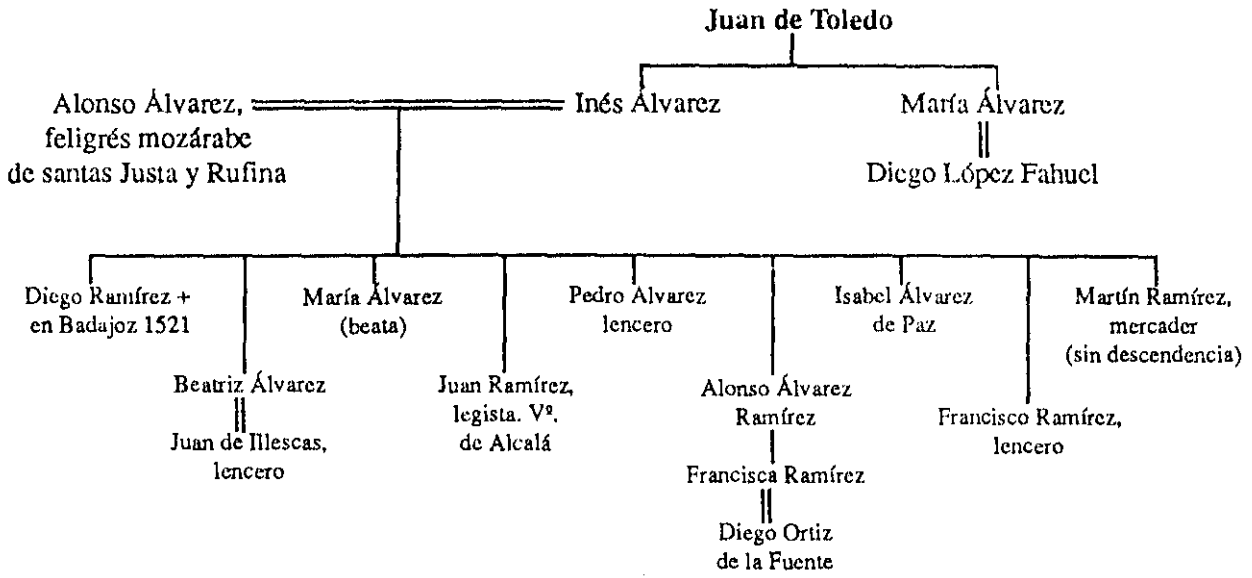 Juan de Toledo
Alonso Álvarez,
feligrés mozárabe
de santas Justa y Rufina
Inés Álvarez
María Álvarez
Diego López Fahuel
Diego Ramírez +
en Badajoz 1521
María Álvarez
(beata)
Pedro Alvarez
lencero
Isabel Álvarez
de Paz
Martín Ramírez,
mercader
(sin descendencia)
Beatriz Álvarez
Juan de Illescas,
lencero
Juan Ramírez,
legista. Vº.
de Alcalá
Alonso Álvarez
Ramírez
Francisco Ramírez,
lencero
Francisca Ramírez
Diego Ortiz
de la Fuente